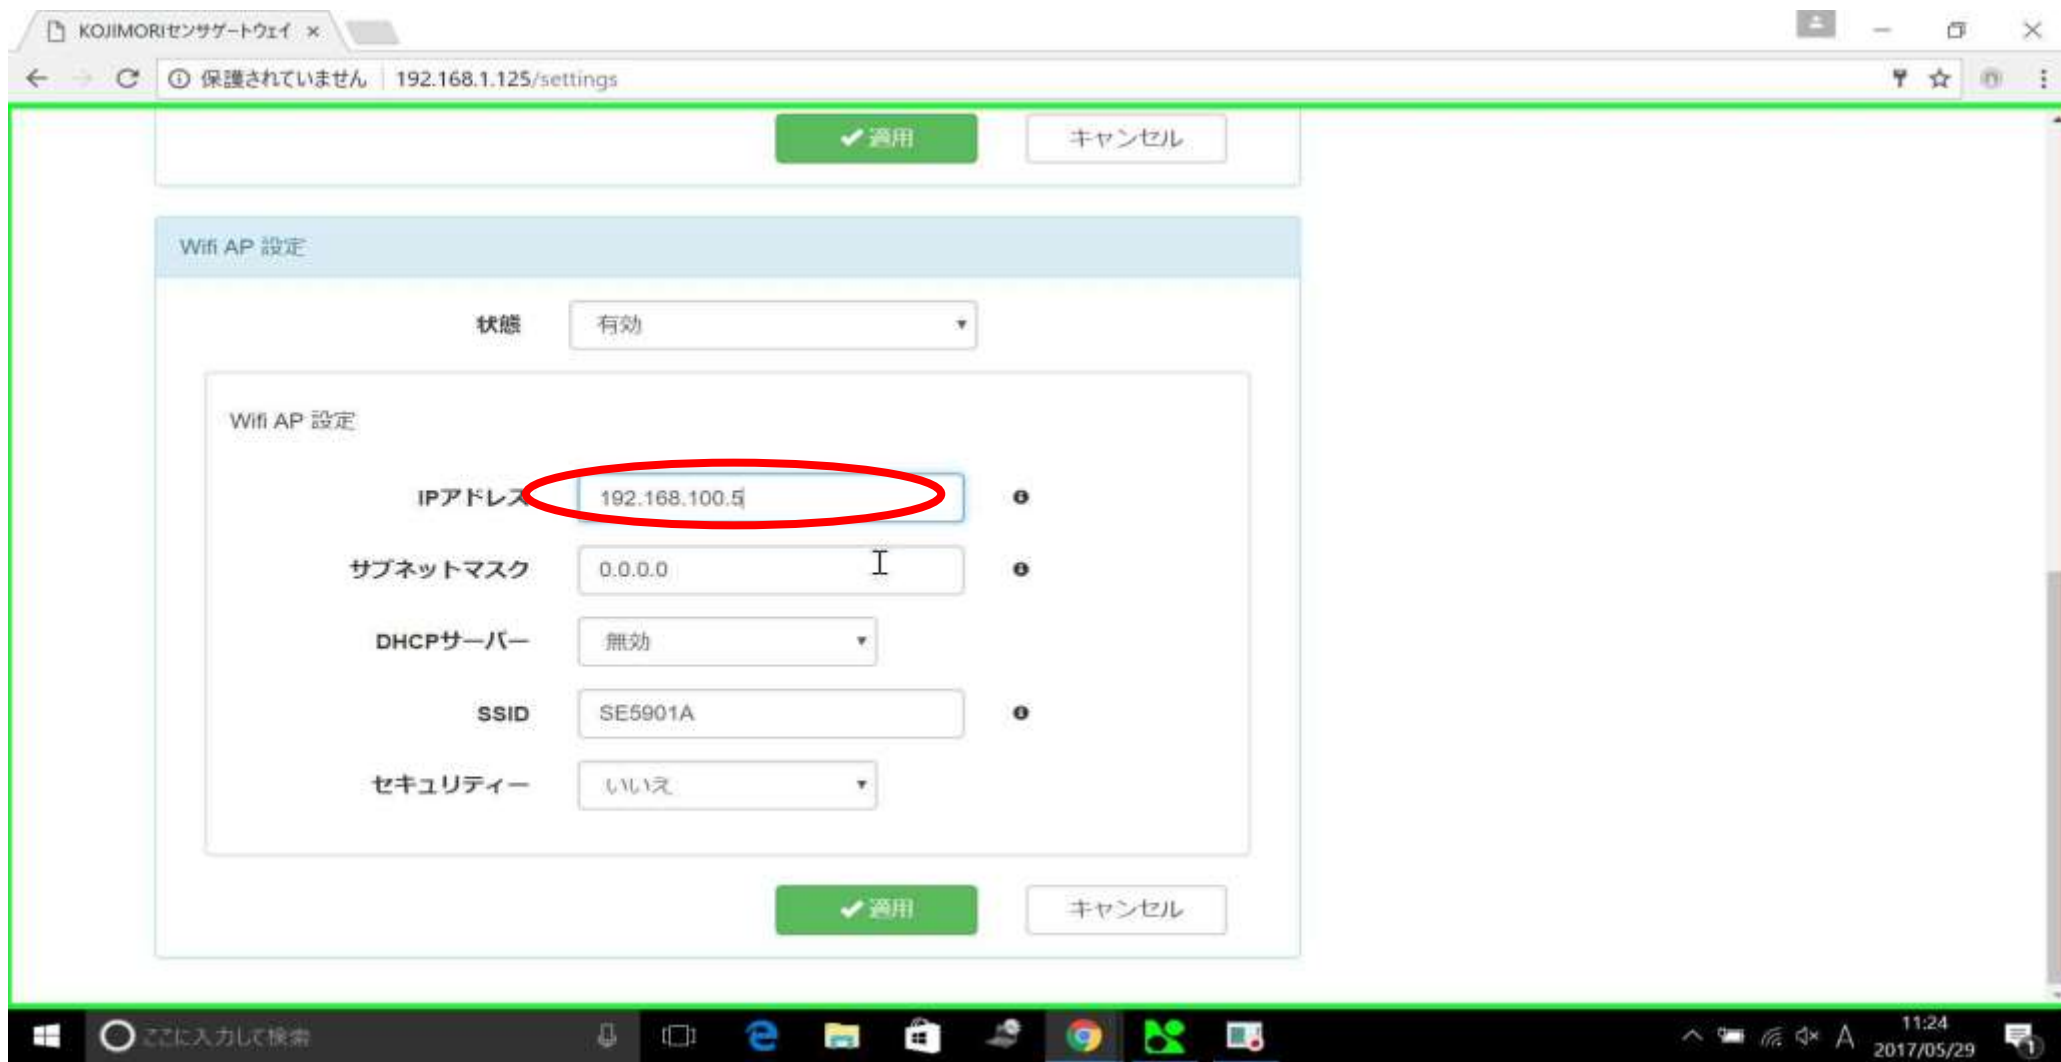 KOJIMORIセンサゲートウェイ ×
保護されていません | 192.168.1.125/settings
✔適用 キャンセル
Wifi AP 設定
状態 有効
Wifi AP 設定
IPアドレス 192.168.100.5
サブネットマスク 0.0.0.0
DHCPサーバー 無効
SSID SE5901A
セキュリティー いいえ
✔適用 キャンセル
ここに入力して検索
A 11:24
2017/05/29